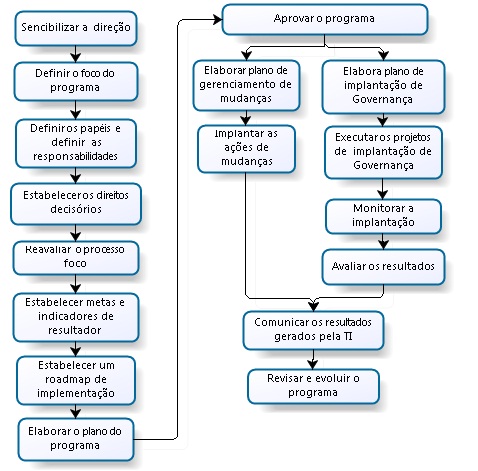 Sencibilizar a direção
Definir o foco do
programa
Definir os papéis e
definir as
responsabilidades
Estabelecer os direitos
decisórios
Reavaliar o processo
foco
Estabelecer metas e
indicadores de
resultador
Estabelecer um
roadmap de
implementação
Elaborar o plano do
programa
Aprovar o programa
Elaborar plano de
gerenciamento de
mudanças
Implantar as
ações de
mudanças
Elabora plano de
implantação de
Governança
Executar os projetos
de implantação de
Governança
Monitorar a
implantação
Avaliar os resultados
Comunicar os resultados
gerados pela TI
Revisar e evoluir o
programa